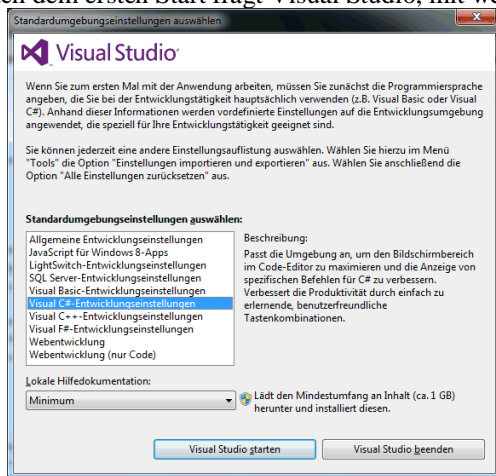 dem ersten Start fragt Visual Studio, mit
Standardumgebungseinstellungen auswählen
Visual Studio
Wenn Sie zum ersten Mal mit der Anwendung arbeiten, müssen Sie zunächst die Programmiersprache
angeben, die Sie bei der Entwicklungstätigkeit hauptsächlich verwenden (z.B. Visual Basic oder Visual
C#). Anhand dieser Informationen werden vordefinierte Einstellungen auf die Entwicklungsumgebung
angewendet, die speziell für Ihre Entwicklungstätigkeit geeignet sind.
Sie können jederzeit eine andere Einstellungsauflistung auswählen. Wählen Sie hierzu im Menü
"Tools" die Option "Einstellungen importieren und exportieren" aus. Wählen Sie anschließend die
Option "Alle Einstellungen zurücksetzen" aus.
Standardumgebungseinstellungen auswählen:
Allgemeine Entwicklungseinstellungen
JavaScript für Windows 8-Apps
LightSwitch-Entwicklungseinstellungen
SQL Server-Entwicklungseinstellungen
Visual Basic-Entwicklungseinstellungen
Visual C#-Entwicklungseinstellungen
Visual C++-Entwicklungseinstellungen
Visual F#-Entwicklungseinstellungen
Webentwicklung
Webentwicklung (nur Code)
Beschreibung:
Passt die Umgebung an, um den Bildschirmbereich
im Code-Editor zu maximieren und die Anzeige von
spezifischen Befehlen für C# zu verbessern.
Verbessert die Produktivität durch einfach zu
erlernende, benutzerfreundliche
Tastenkombinationen.
Lokale Hilfedokumentation:
Minimum
Lädt den Mindestumfang an Inhalt (ca. 1 GB)
herunter und installiert diesen.
Visual Studio starten
Visual Studio beenden